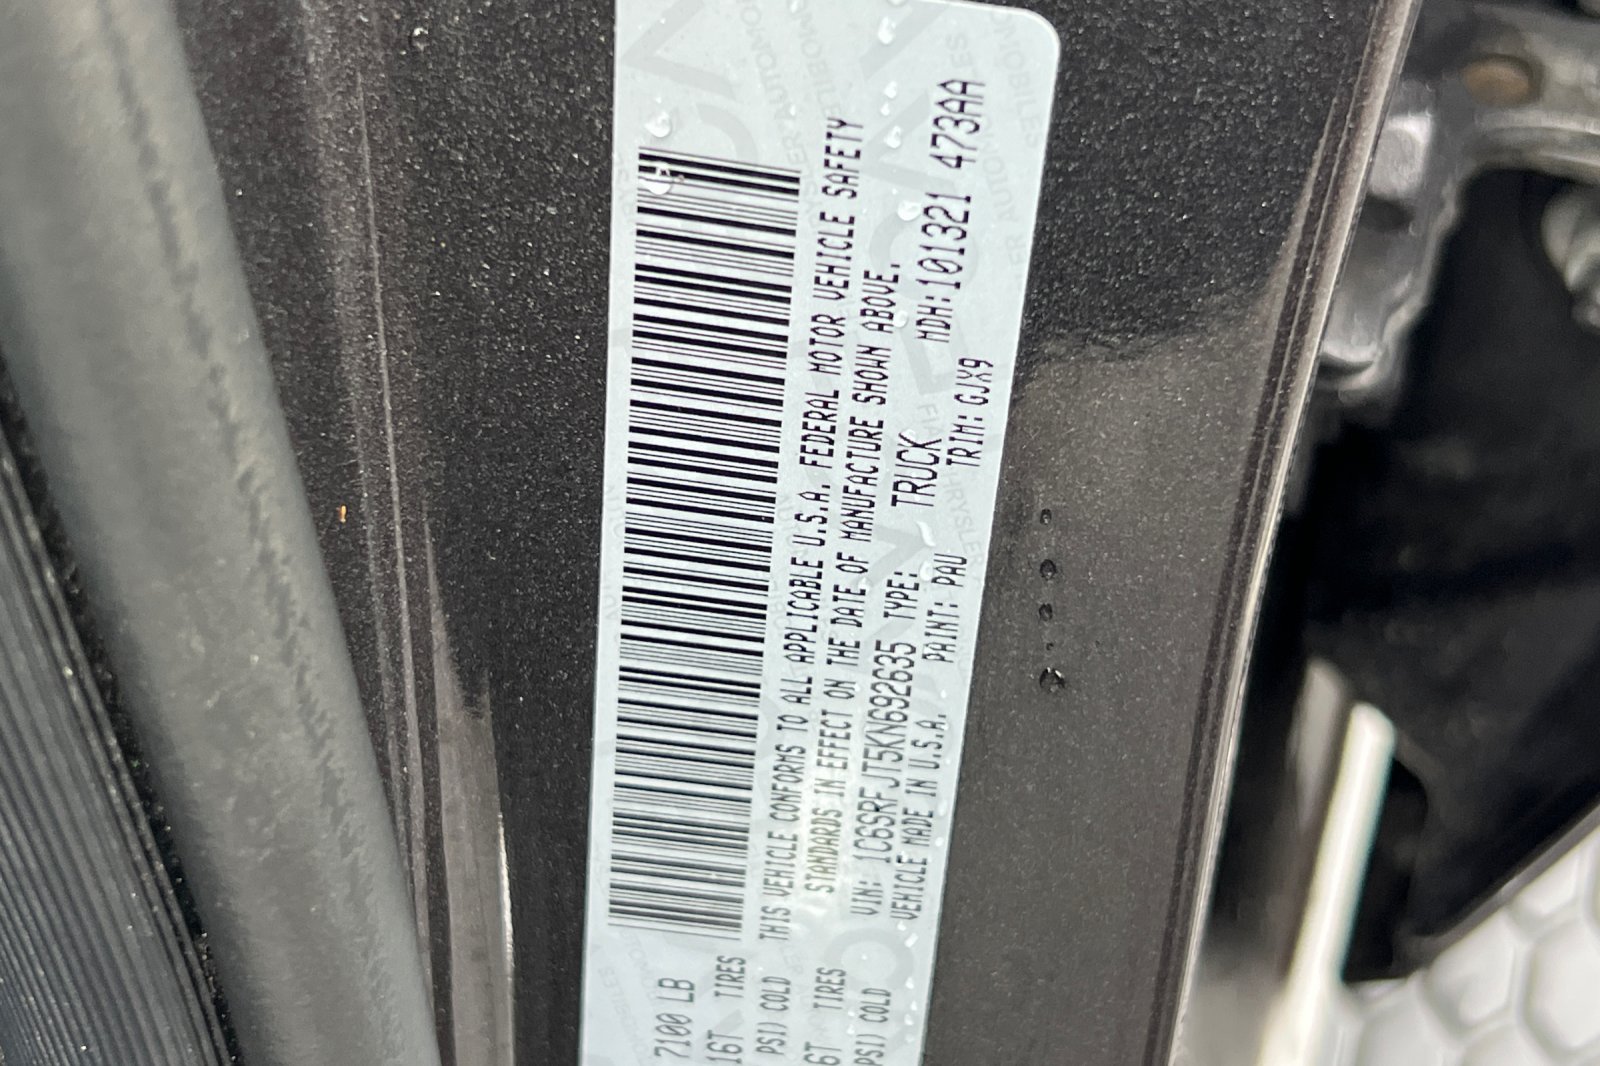 7100 LB
16T TIRES
PSI) COLD
6T TIRES
PSI) COLD
THIS VEHICLE CONFORMS TO ALL APPLICABLE U.S.A. FEDERAL MOTOR VEHICLE SAFETY
STANDARDS IN EFFECT ON THE DATE OF MANUFACTURE SHOWN ABOVE.
VIN: 1C6SRFJT5KN692635 TYPE: TRUCK MDH:101321 473AA
VEHICLE MADE IN U.S.A. PAINT: PAU TRIM:GJX9